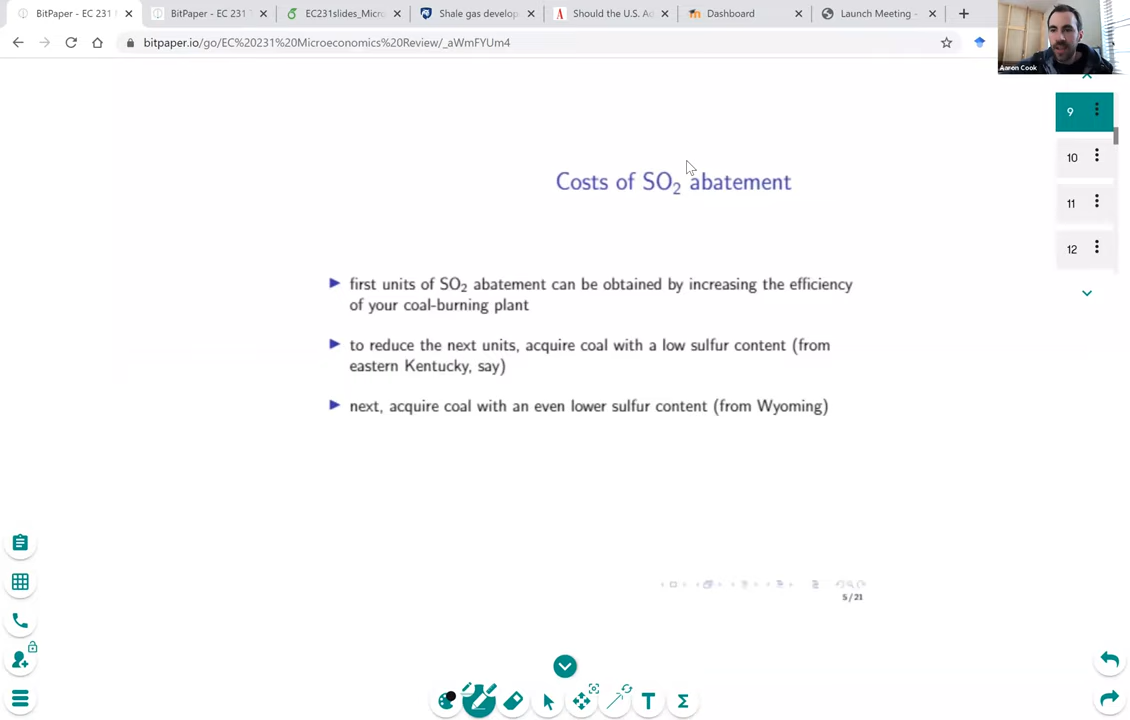 BitPaper - EC 231
BitPaper - EC 231 T
EC231slides_Micro
Shale gas develop
Should the U.S. Ad
Dashboard
Launch Meeting -
bitpaper.io/go/EC%20231%20Microeconomics%20Review/_aWmFYUm4
Aaron Cook
9
10
11
12
Costs of SO₂ abatement
first units of SO₂ abatement can be obtained by increasing the efficiency
of your coal-burning plant
to reduce the next units, acquire coal with a low sulfur content (from
eastern Kentucky, say)
next, acquire coal with an even lower sulfur content (from Wyoming)
5 / 21
T
Σ